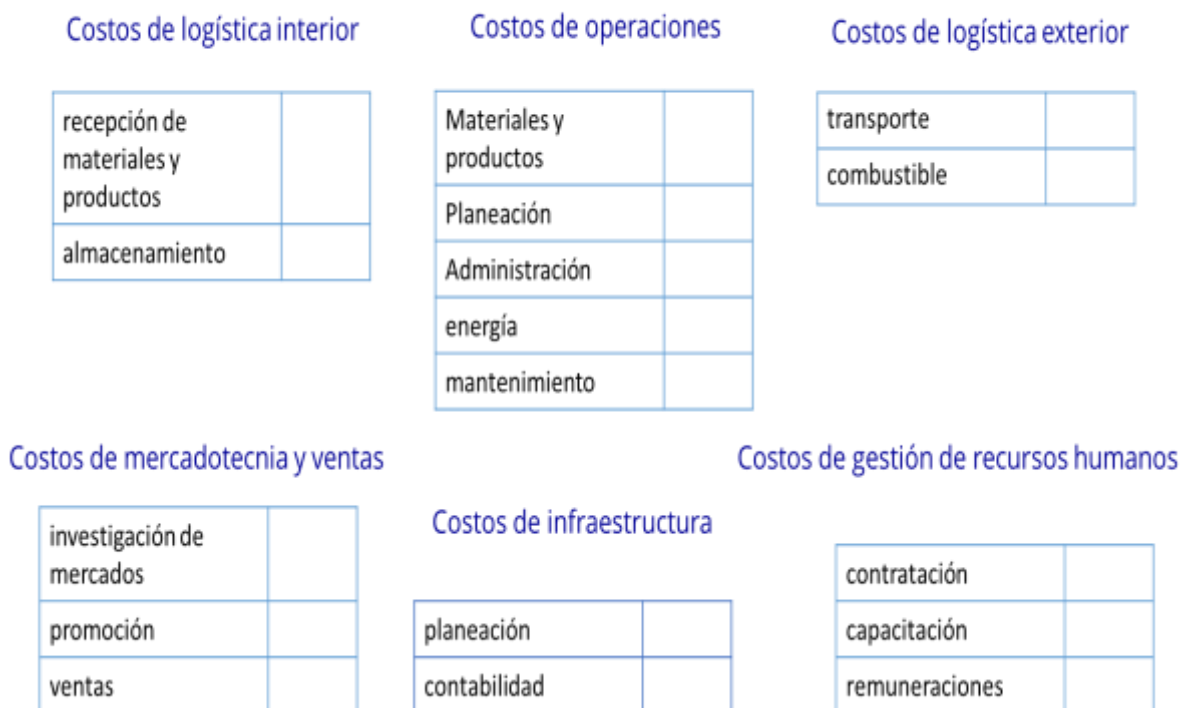 Costos de logística interior
recepción de
materiales y
productos
almacenamiento
Costos de operaciones
Materiales y
productos
Planeación
Administración
energía
mantenimiento
Costos de logística exterior
transporte
combustible
Costos de mercadotecnia y ventas
investigación de
mercados
promoción
ventas
Costos de infraestructura
planeación
contabilidad
Costos de gestión de recursos humanos
contratación
capacitación
remuneraciones